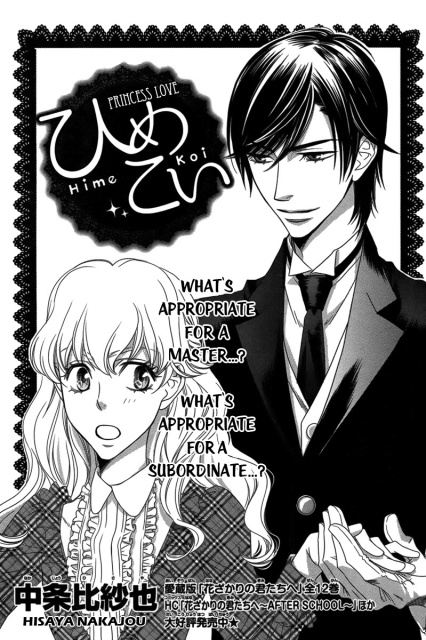 PRINCESS LOVE
ひめ
Hime
こい
Koi
WHAT'S
APPROPRIATE
FOR A
MASTER...?
WHAT'S
APPROPRIATE
FOR A
SUBORDINATE...?
中条比紗也
HISAYA NAKAJOU
愛蔵版「花ざかりの君たちへ」全12巻
HC「花ざかりの君たちへ～AFTER SCHOOL～」ほか
大好評発売中★